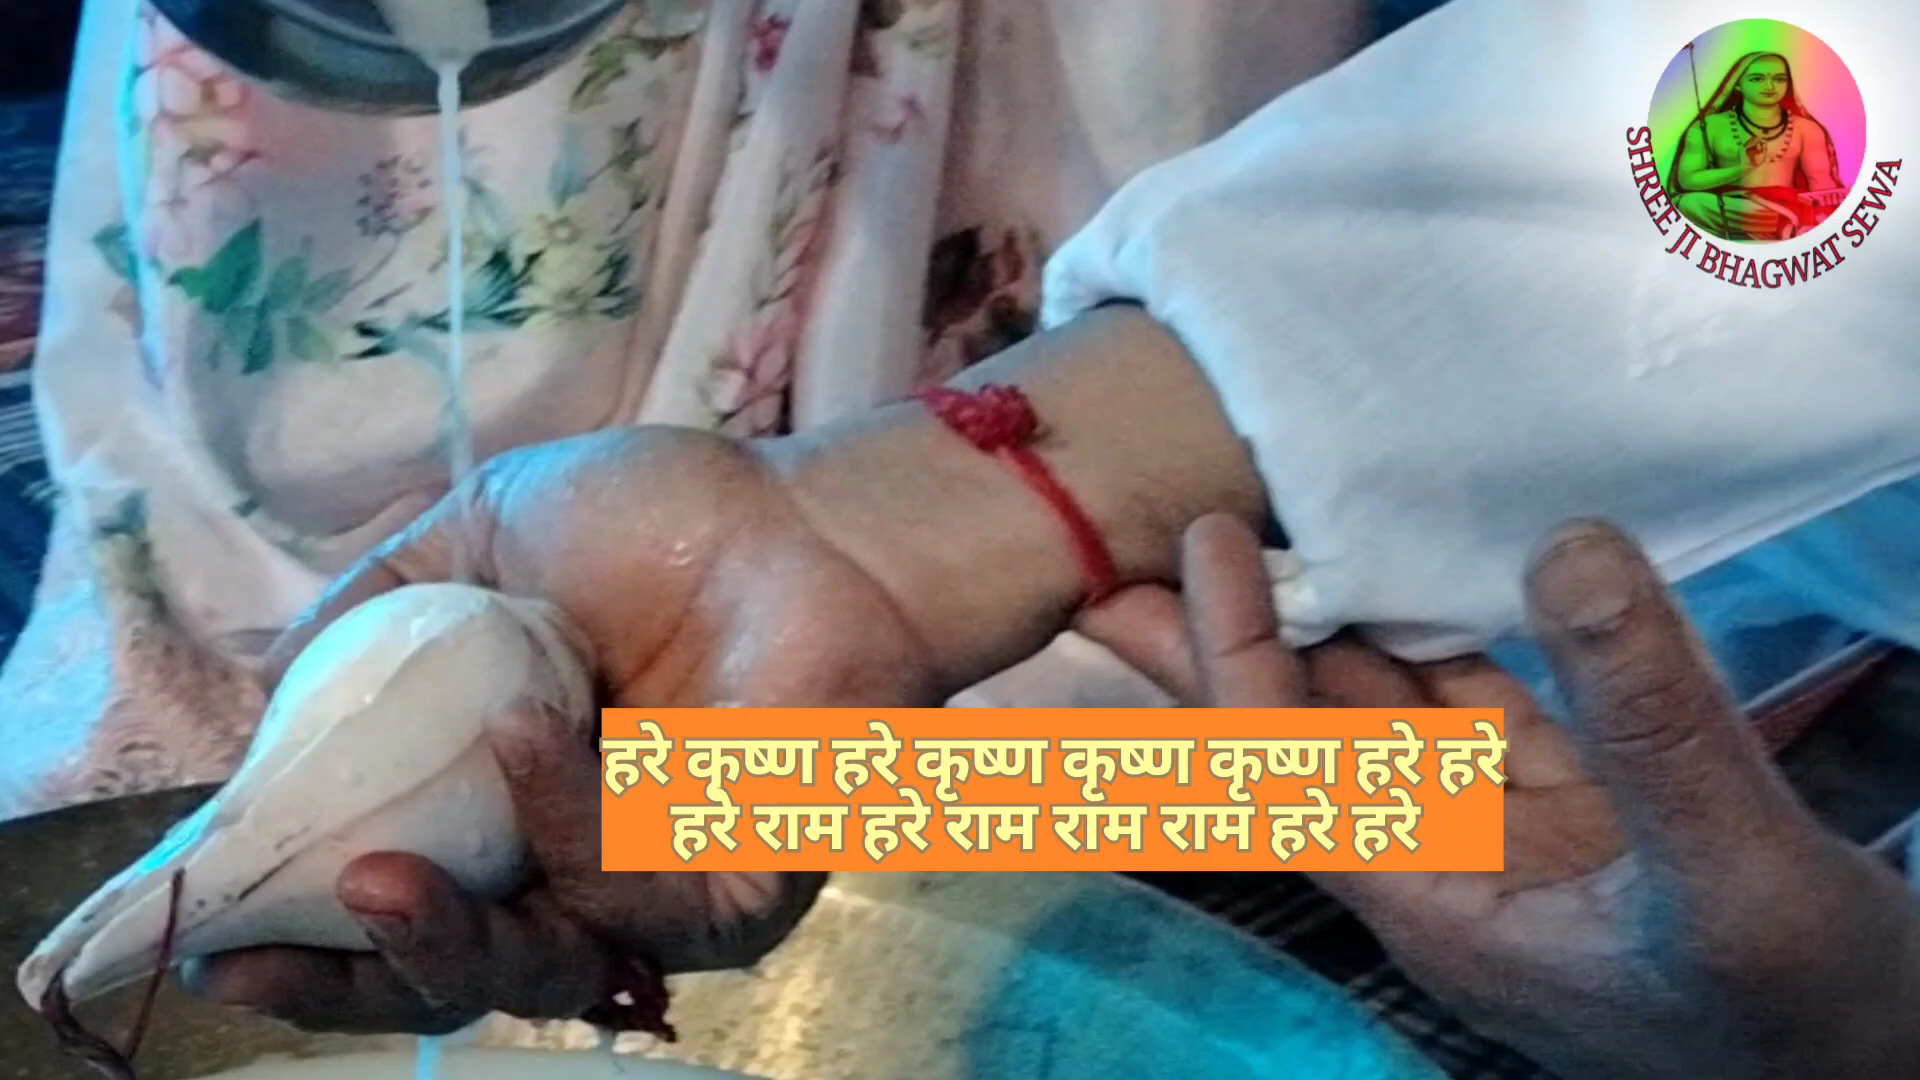 SHREE JI BHAGWAT SEWA
हरे कृष्ण हरे कृष्ण कृष्ण कृष्ण हरे हरे
हरे राम हरे राम राम राम हरे हरे